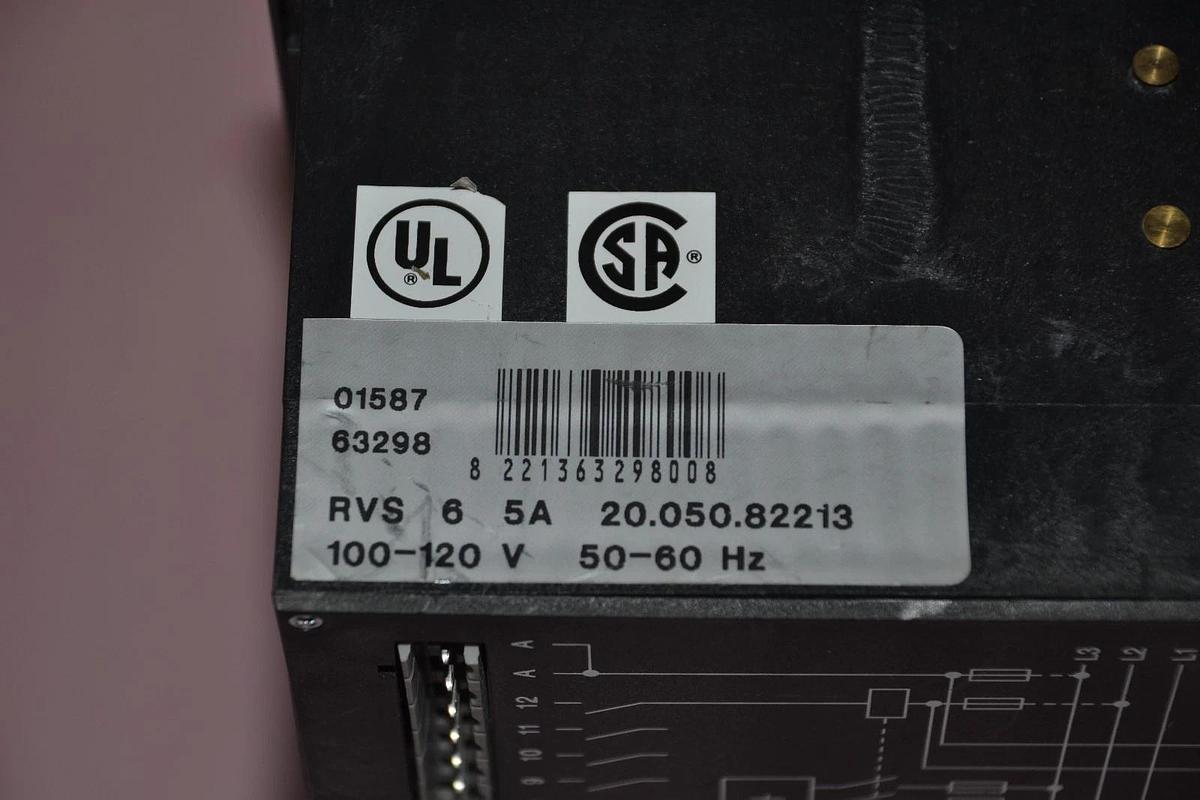 UL ®
SA ®
01587
63298
8 221363298008
RVS 6 5A 20.050.82213
100-120 V 50-60 Hz
A
A
12
11
10
9
L3
L2
L1